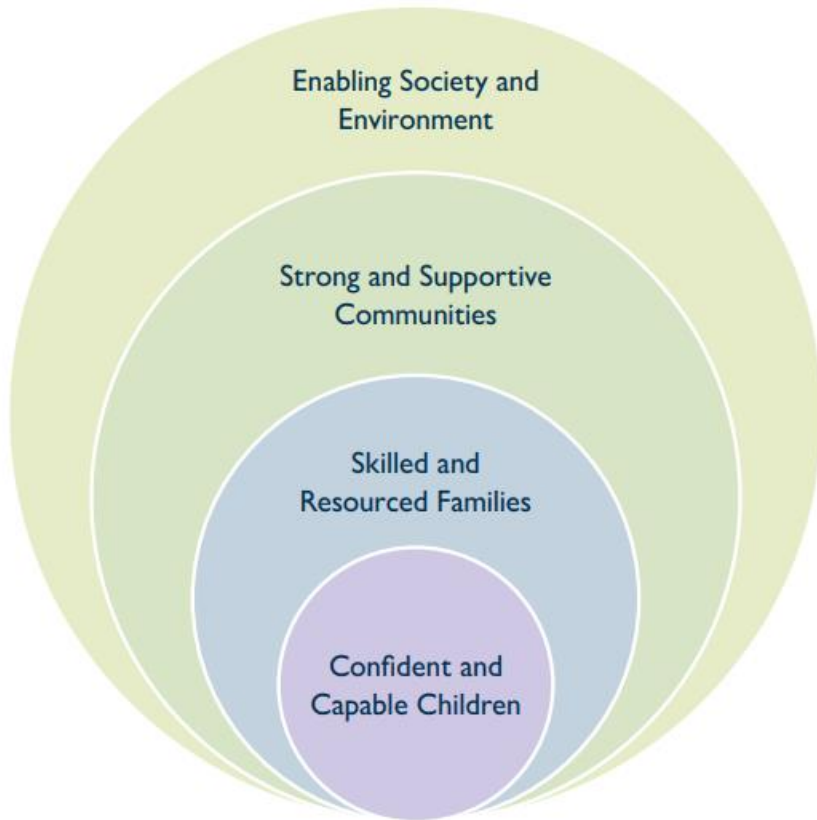 Enabling Society and
Environment
Strong and Supportive
Communities
Skilled and
Resourced Families
Confident and
Capable Children